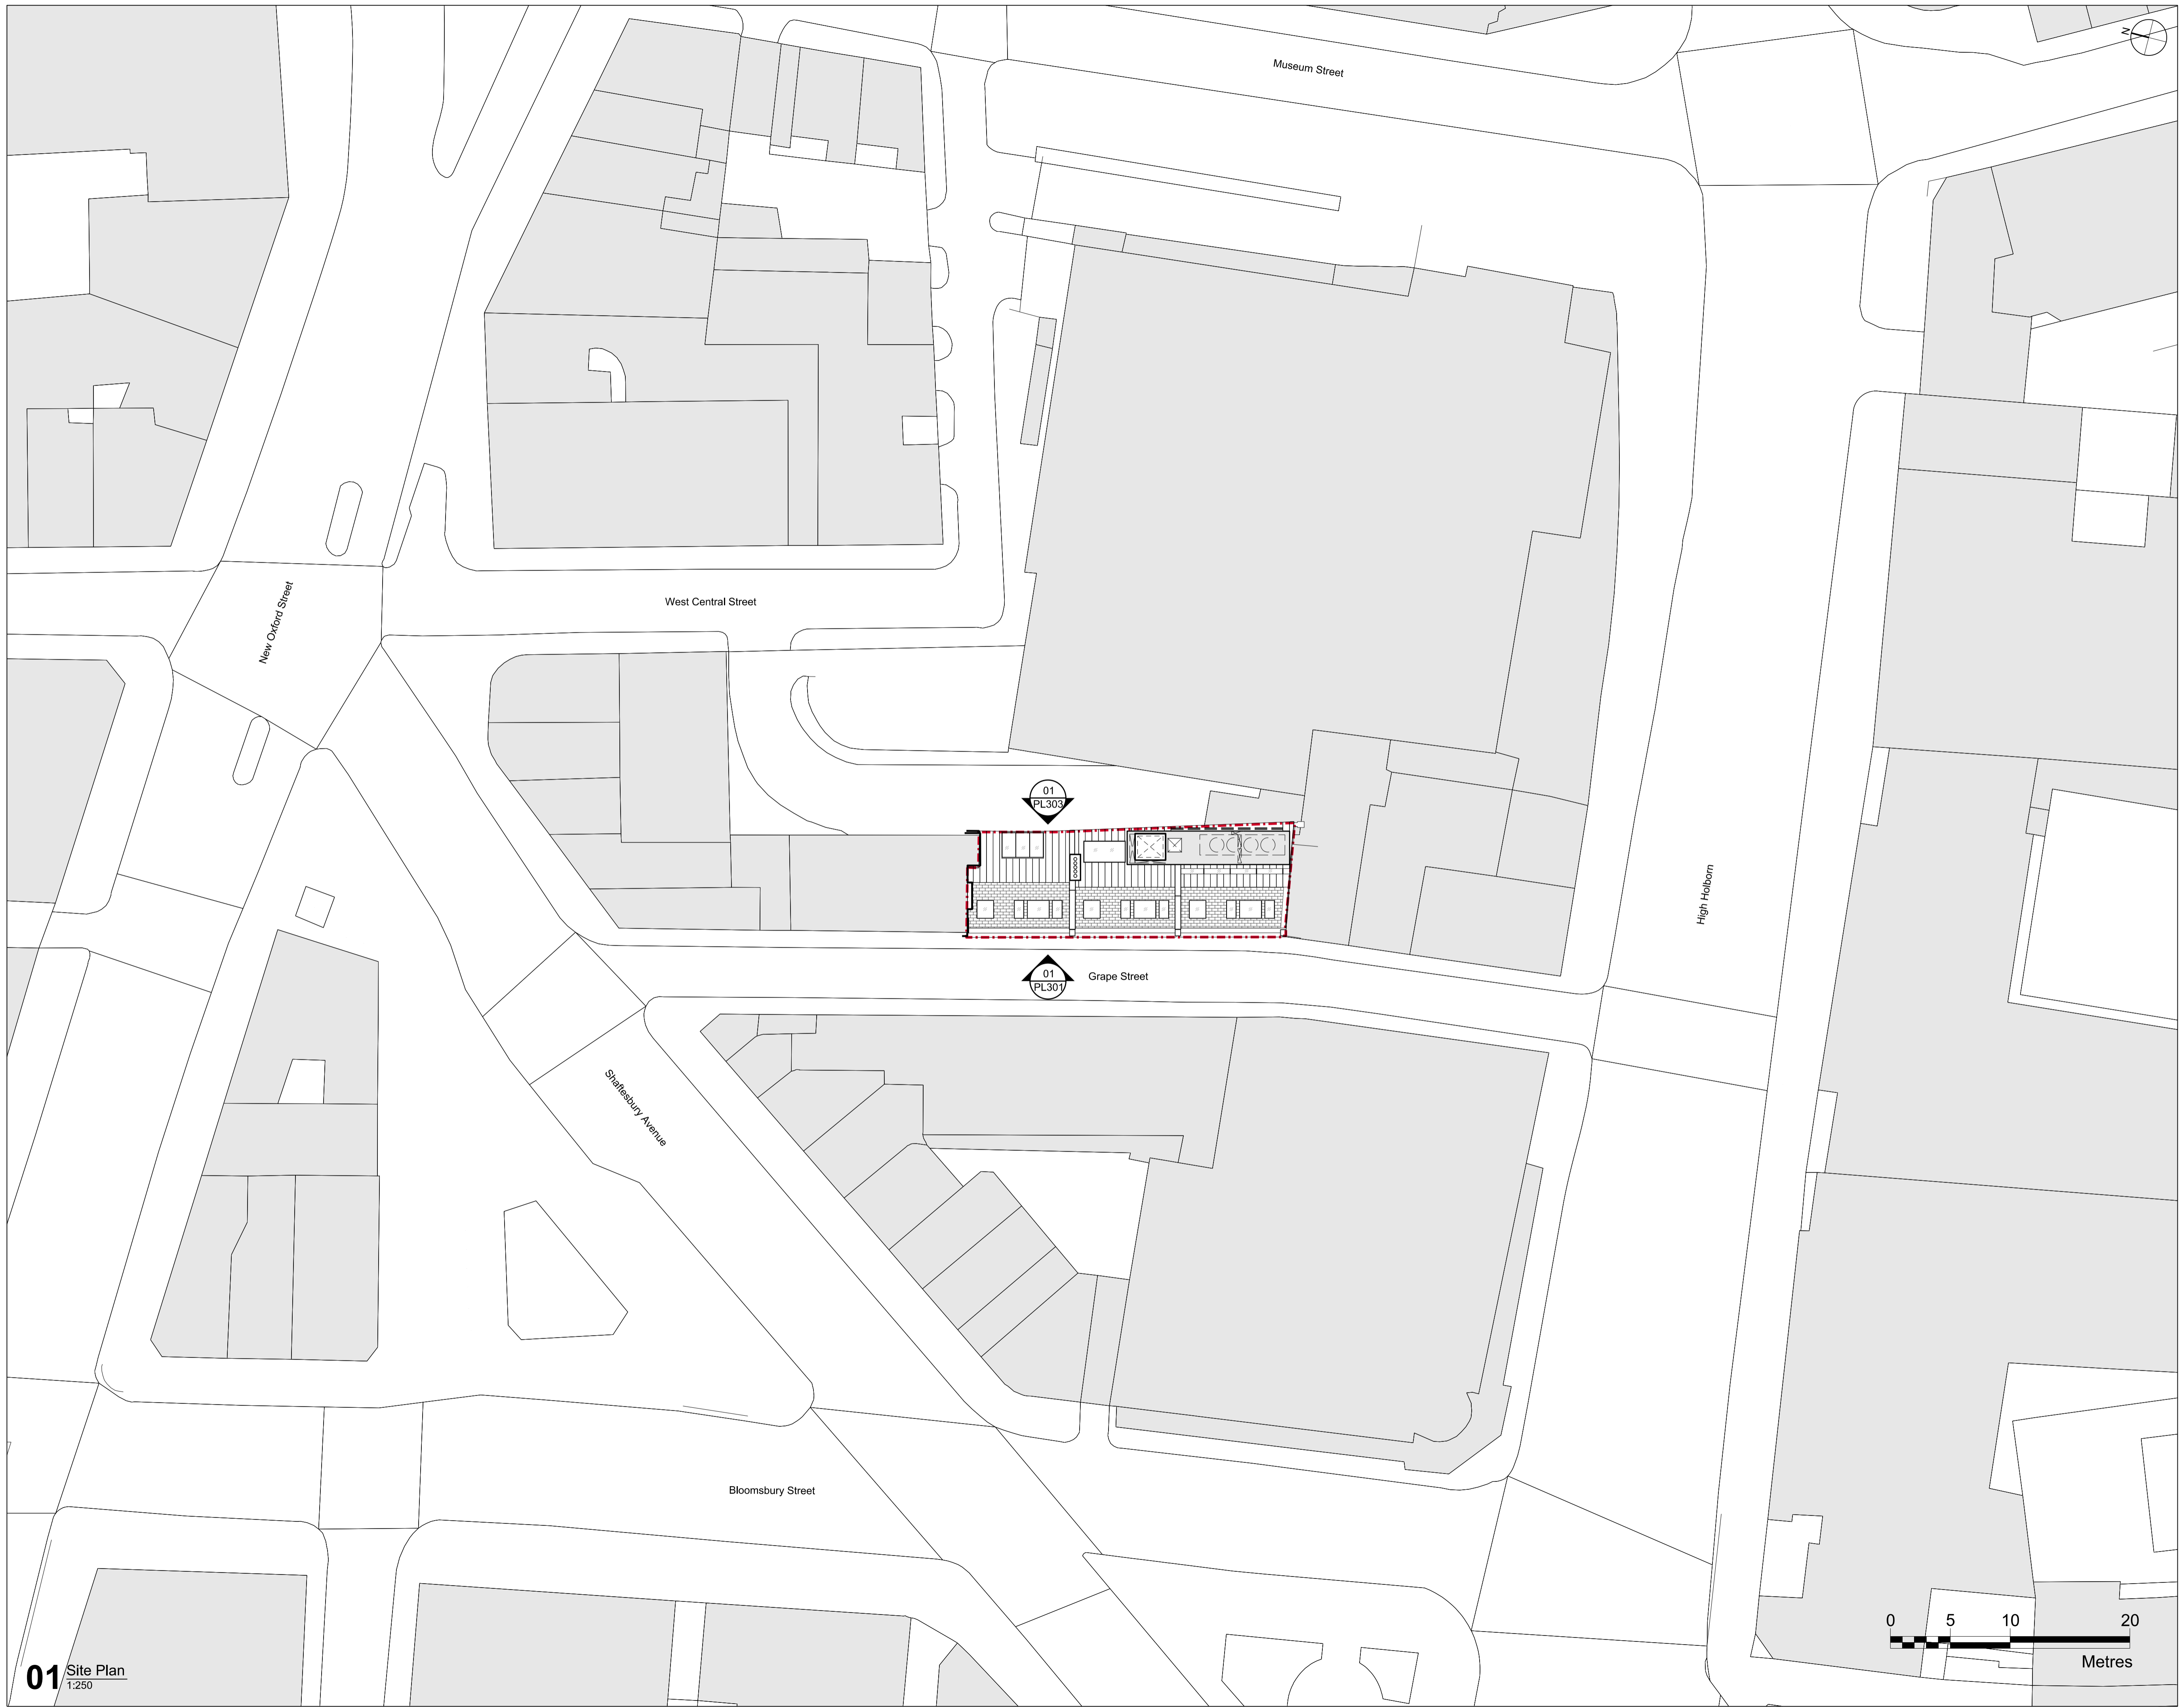 N
Museum Street
West Central Street
New Oxford Street
01
PL303
High Holborn
01
PL301
Grape Street
Shaftesbury Avenue
Bloomsbury Street
0 5 10 20
Metres
01 Site Plan
1:250